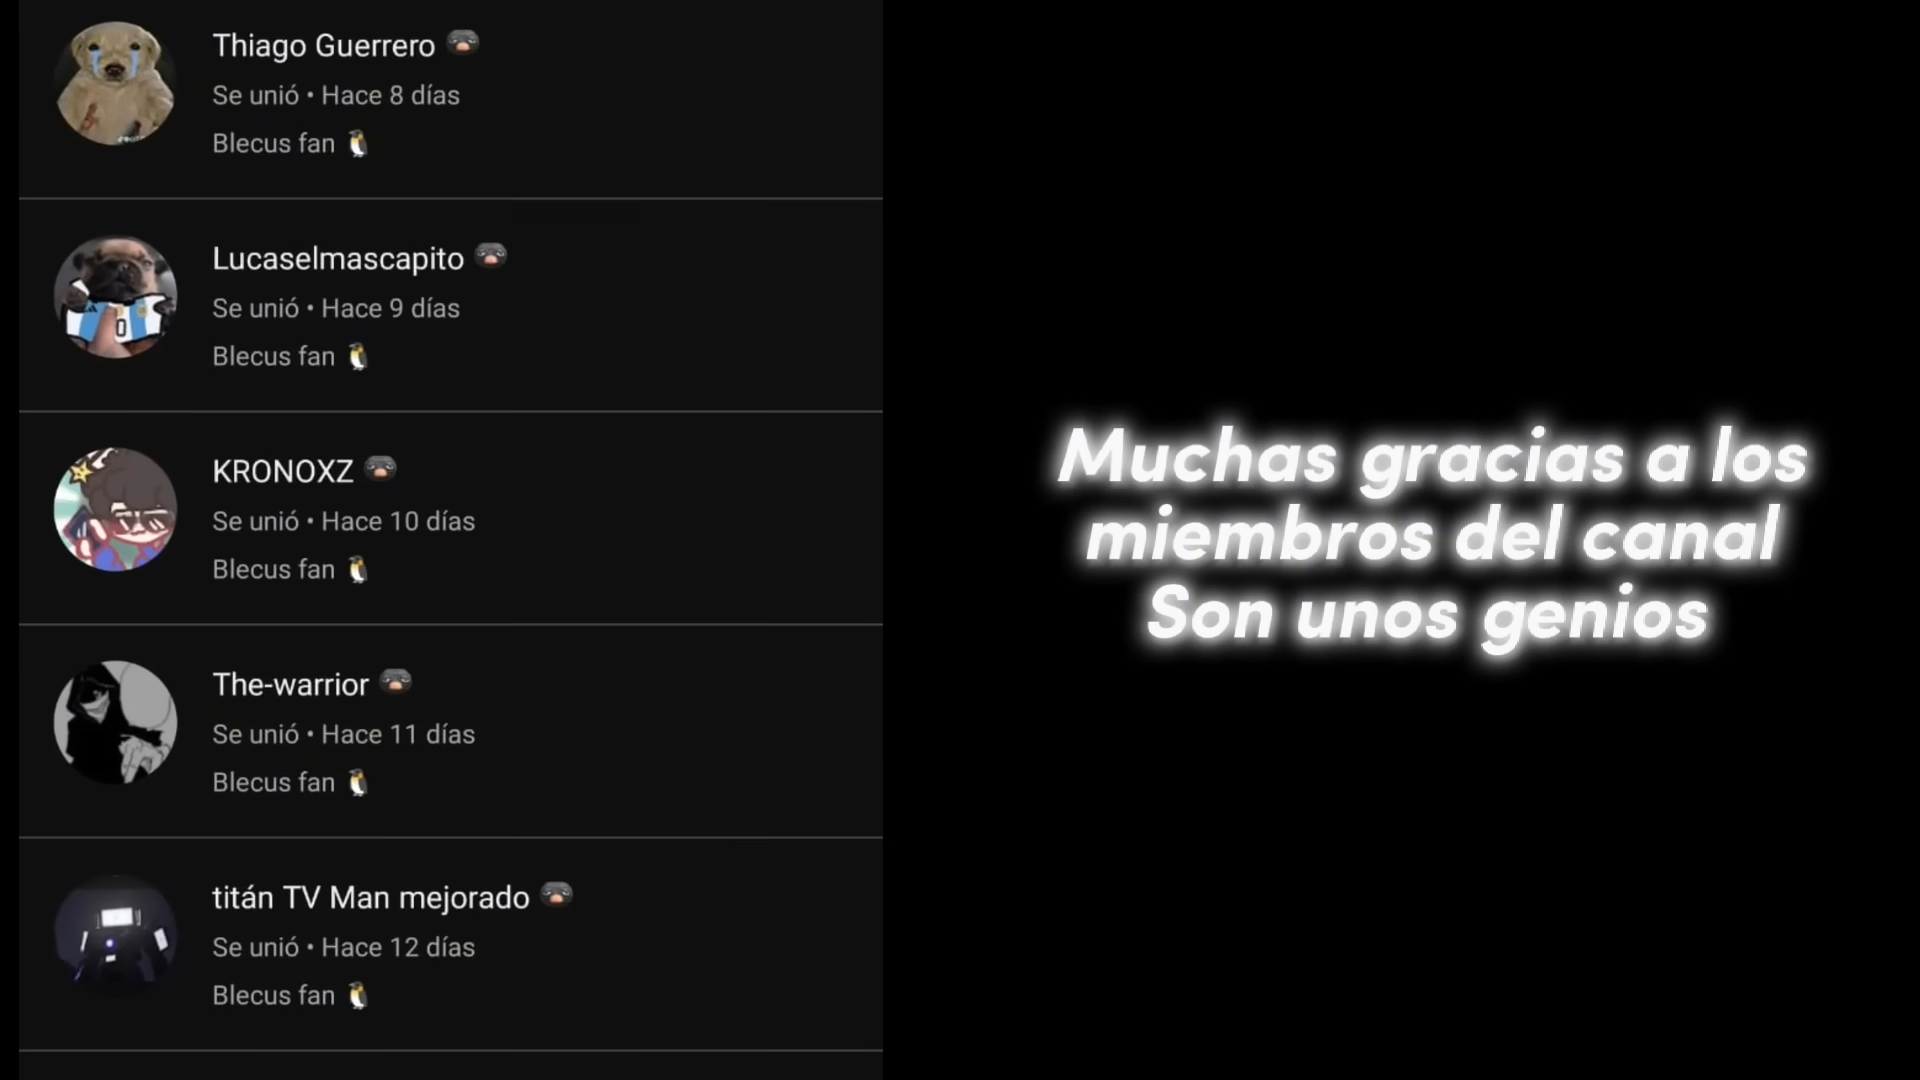 Thiago Guerrero
Se unió • Hace 8 días
Blecus fan 🐧
Lucaselmascapito
Se unió • Hace 9 días
Blecus fan 🐧
KRONOXZ
Se unió • Hace 10 días
Blecus fan 🐧
The-warrior
Se unió • Hace 11 días
Blecus fan 🐧
titán TV Man mejorado
Se unió • Hace 12 días
Blecus fan 🐧
Muchas gracias a los
miembros del canal
Son unos genios